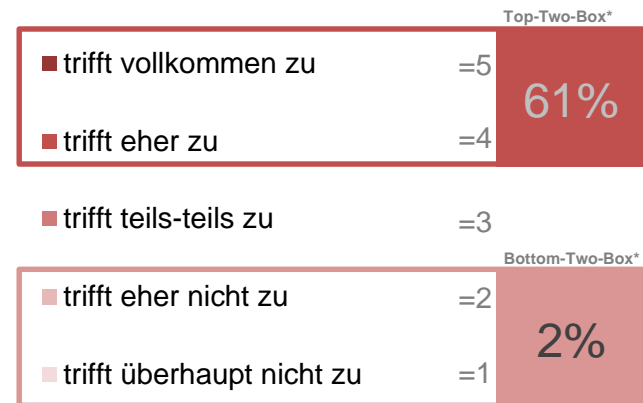 Top-Two-Box*
trifft vollkommen zu =5
61%
trifft eher zu =4
trifft teils-teils zu =3
Bottom-Two-Box*
trifft eher nicht zu =2
2%
trifft überhaupt nicht zu =1